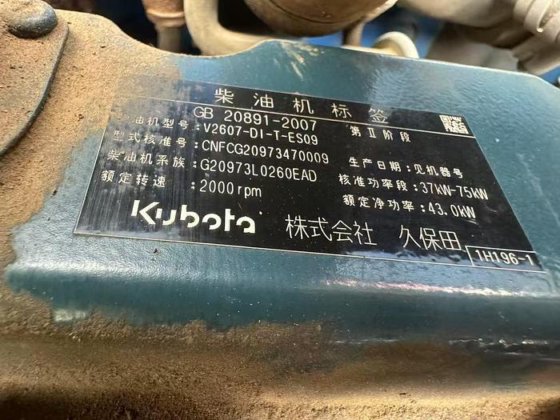 柴油机标签
GB 20891-2007 第Ⅱ阶段
油机型号: V2607-DI-T-ES09
型式核准号: CNFCG20973470009 生产日期: 见机器号
柴油机系族: G20973L0260EAD 核准功率段: 37kW-75kW
额定转速: 2000rpm 额定净功率: 43.0kW
Kubota 株式会社 久保田
1H196-1